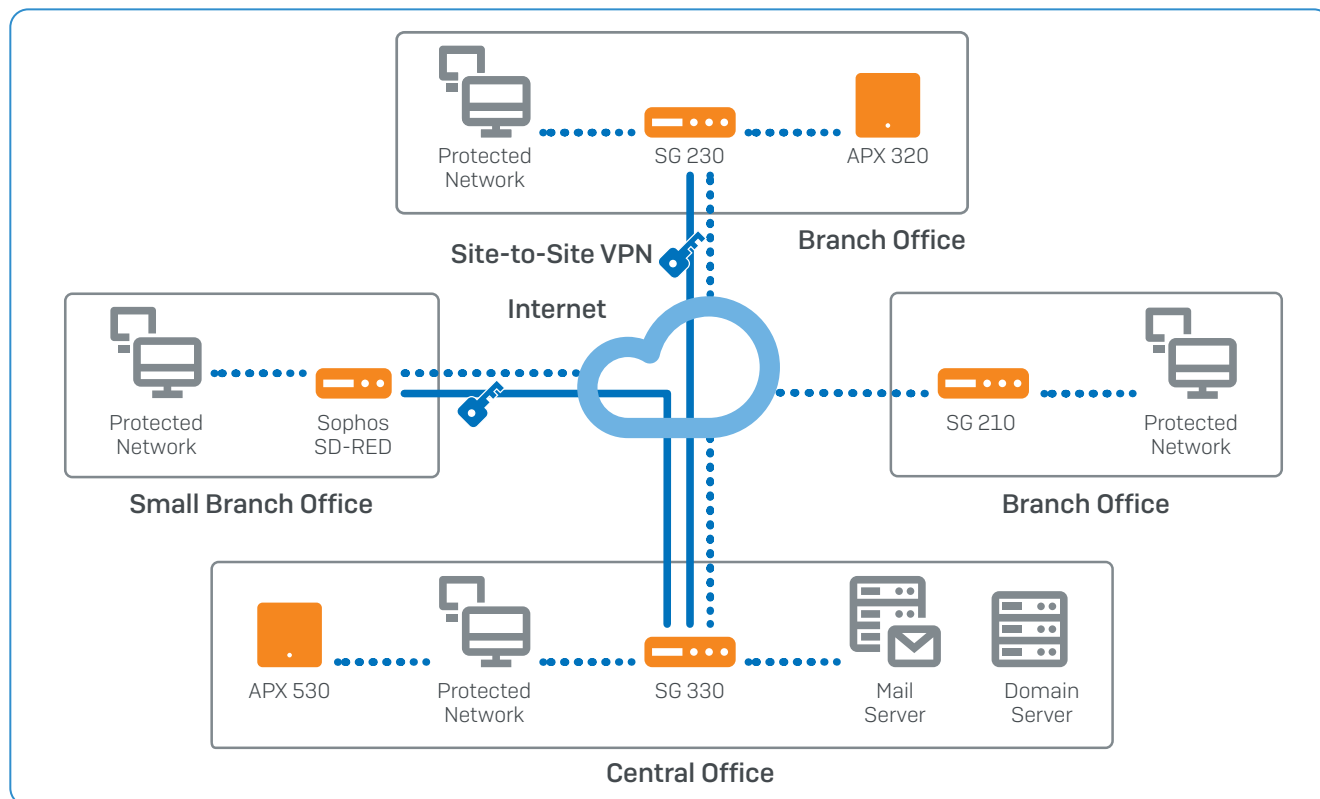 Protected
Network
SG 230
APX 320
Branch Office
Site-to-Site VPN
Internet
Protected
Network
Sophos
SD-RED
Small Branch Office
SG 210
Protected
Network
Branch Office
APX 530
Protected
Network
SG 330
Mail
Server
Domain
Server
Central Office